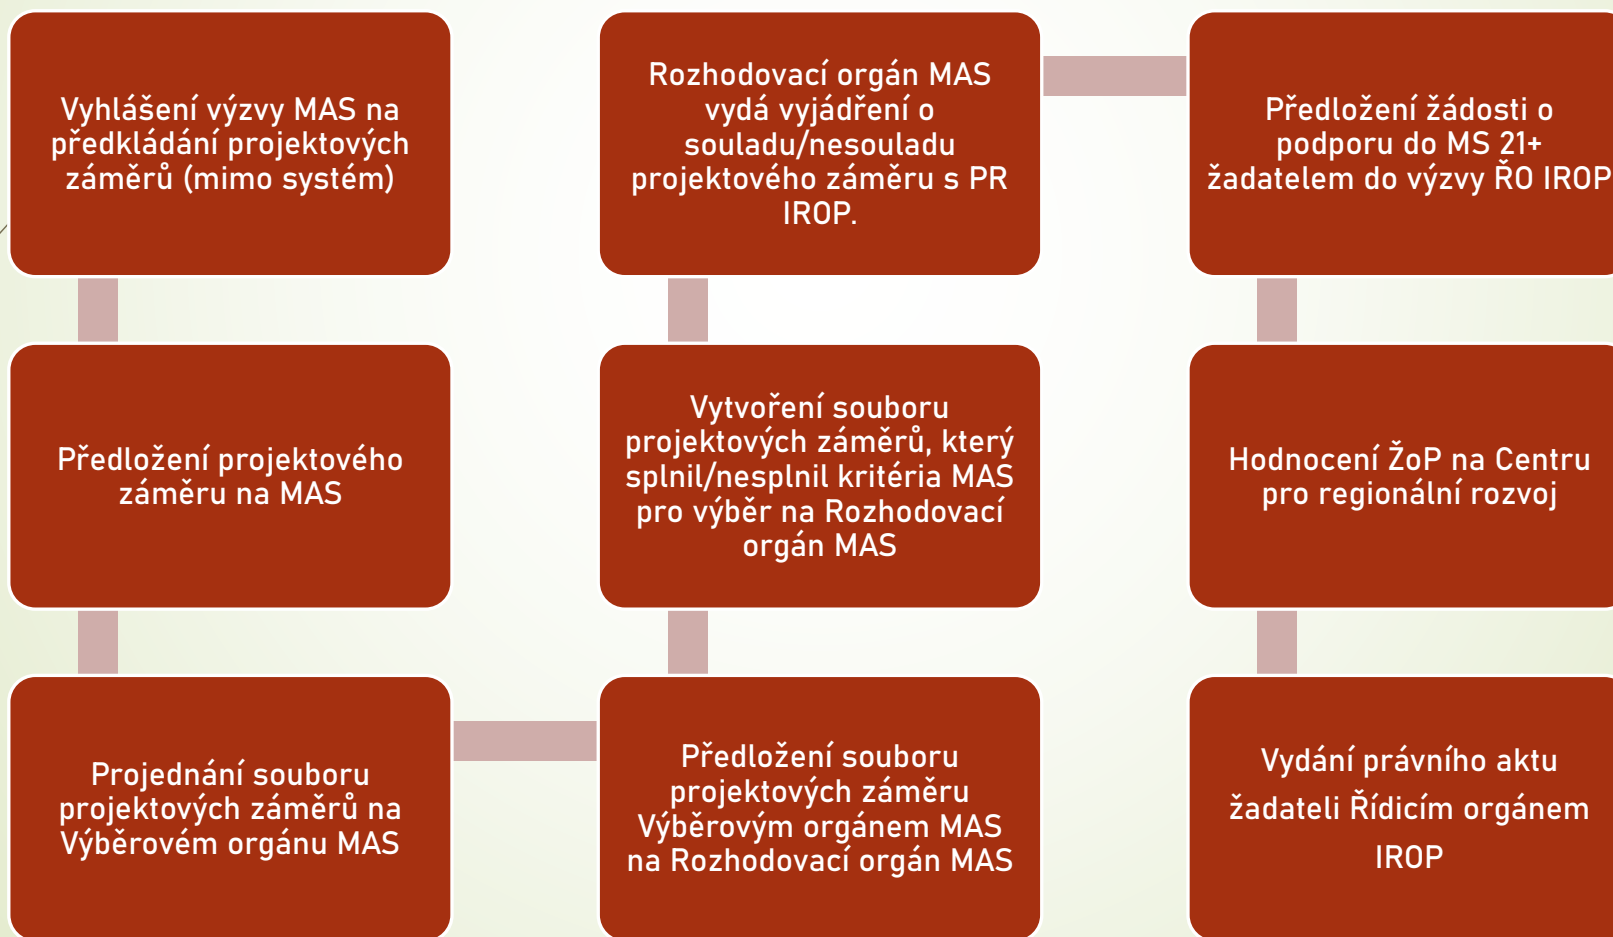 Vyhlášení výzvy MAS na
předkládání projektových
záměrů (mimo systém)
Předložení projektového
záměru na MAS
Projednání souboru
projektových záměrů na
Výběrovém orgánu MAS
Předložení souboru
projektových záměru
Výběrovým orgánem MAS
na Rozhodovací orgán MAS
Vytvoření souboru
projektových záměrů, který
splnil/nesplnil kritéria MAS
pro výběr na Rozhodovací
orgán MAS
Rozhodovací orgán MAS
vydá vyjádření o
souladu/nesouladu
projektového záměru s PR
IROP.
Předložení žádosti o
podporu do MS 21+
žadatelem do výzvy ŘO IROP
Hodnocení ŽoP na Centru
pro regionální rozvoj
Vydání právního aktu
žadateli Řídicím orgánem
IROP